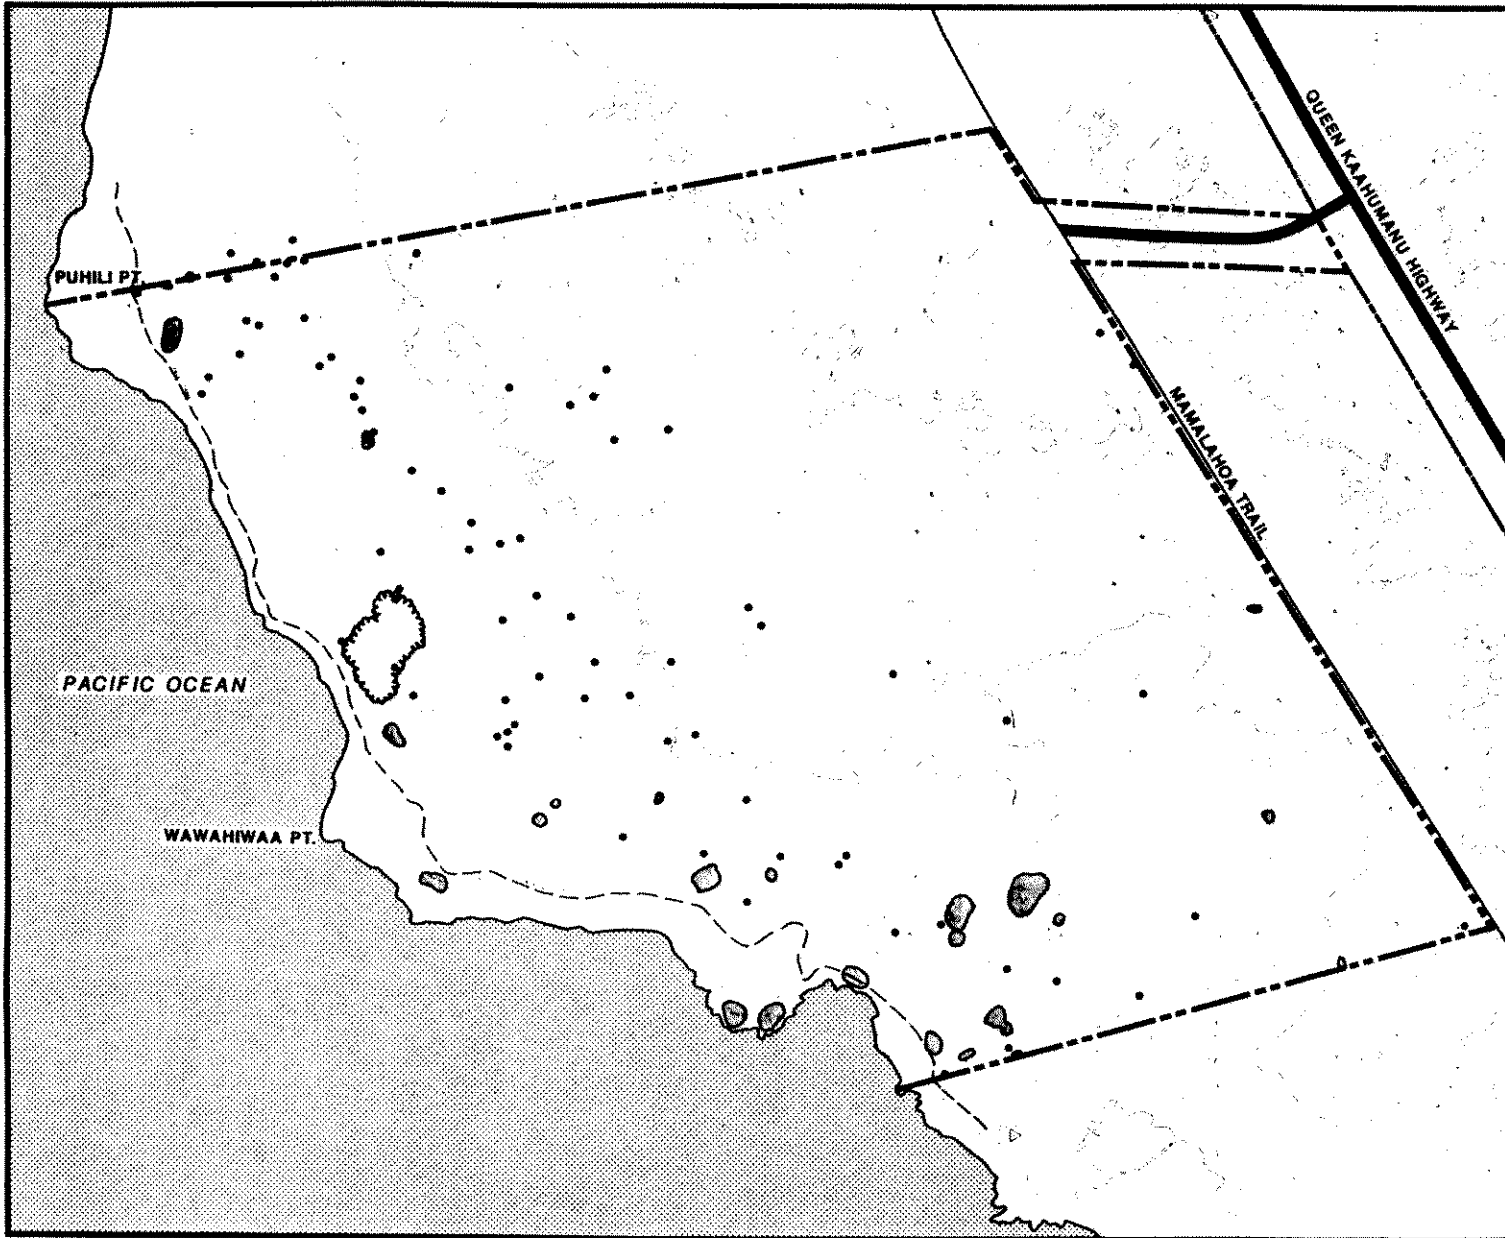 QUEEN KAAHUMANU HIGHWAY
PUHILI PT.
MAMALAHOA TRAIL
PACIFIC OCEAN
WAWAHIWAA PT.